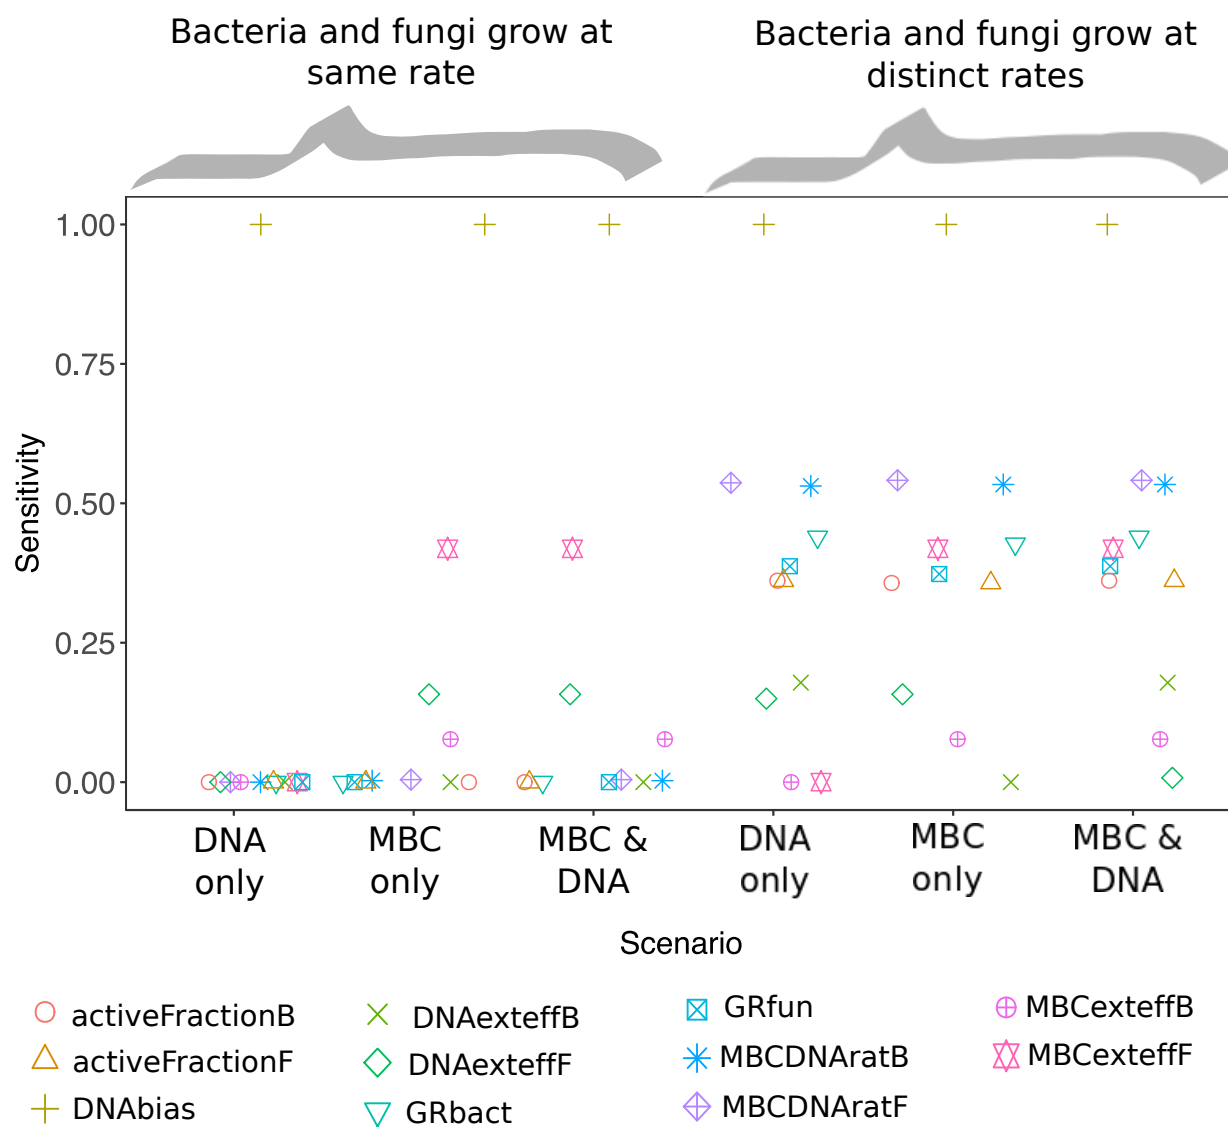 Bacteria and fungi grow at
same rate
Bacteria and fungi grow at
distinct rates
1.00
0.75
0.50
0.25
0.00
Sensitivity
DNA
only
MBC
only
MBC &
DNA
DNA
only
MBC
only
MBC &
DNA
Scenario
activeFractionB
activeFractionF
DNAbias
DNAexteffB
DNAexteffF
GRbact
GRfun
MBCDNAratB
MBCDNAratF
MBCexteffB
MBCexteffF